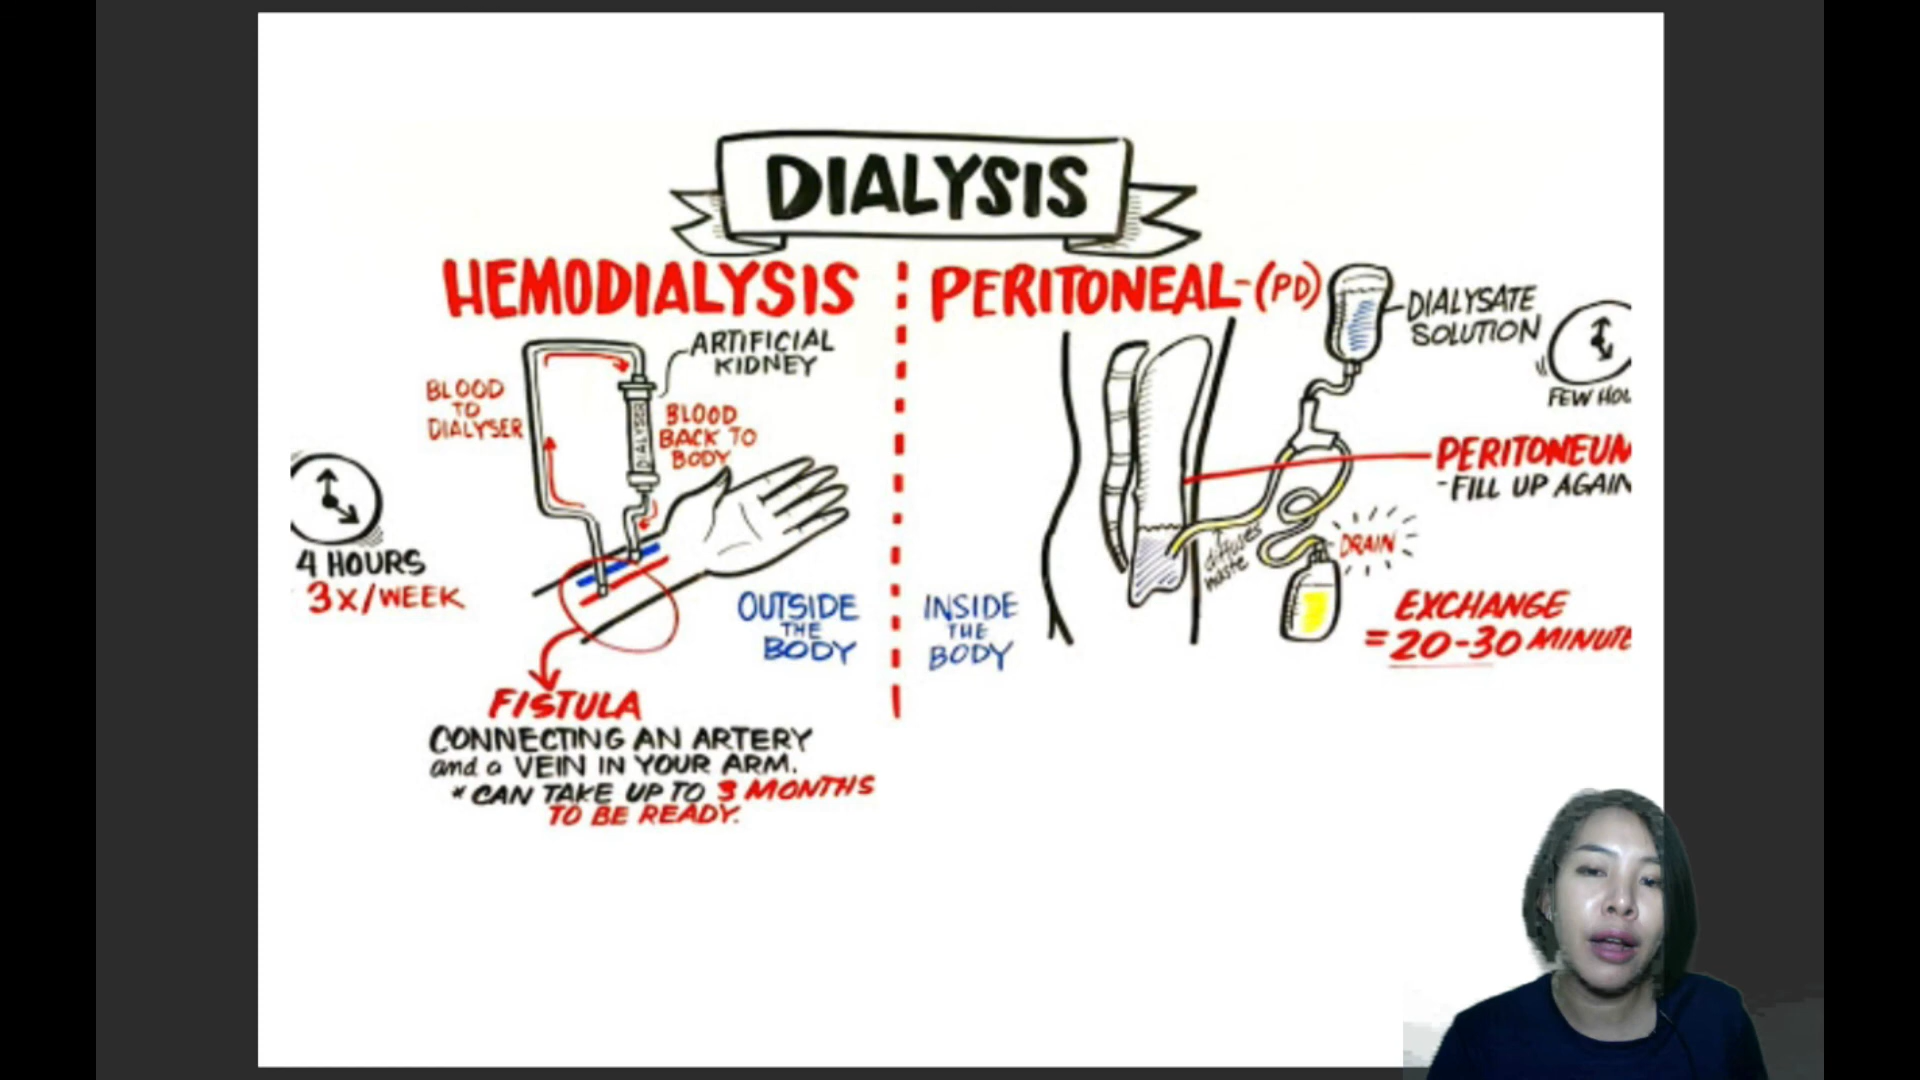 DIALYSIS
HEMODIALYSIS
ARTIFICIAL
KIDNEY
BLOOD
TO
DIALYSER
DIALYSER
BLOOD
BACK TO
BODY
4 HOURS
3X/WEEK
OUTSIDE
THE
BODY
FISTULA
CONNECTING AN ARTERY
and a VEIN IN YOUR ARM.
* CAN TAKE UP TO 3 MONTHS
TO BE READY.
PERITONEAL-(PD)
DIALYSATE
SOLUTION
FEW HOU
PERITONEUM
-FILL UP AGAIN
diffuses
waste
DRAIN
INSIDE
THE
BODY
EXCHANGE
= 20-30 MINUTE